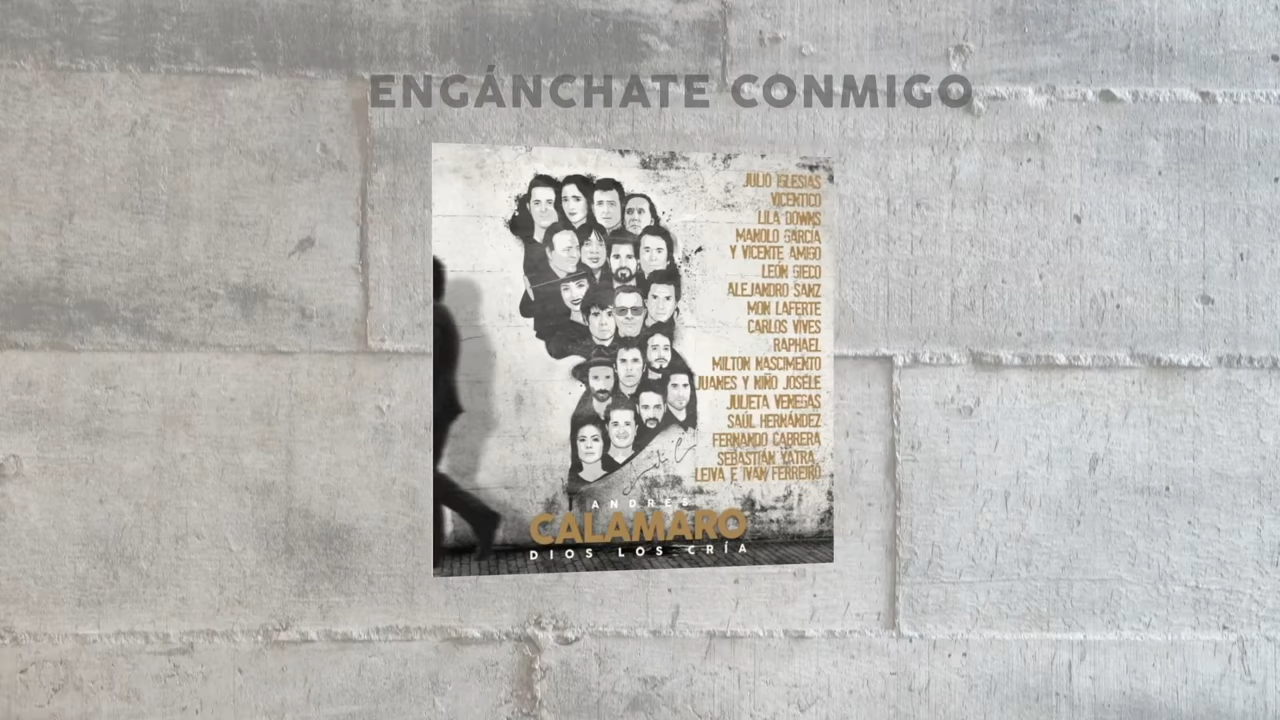 ENGÁNCHATE CONMIGO
JULIO IGLESIAS
VICENTICO
LILA DOWNS
MANOLO GARCÍA
Y VICENTE AMIGO
LEÓN GIECO
ALEJANDRO SANZ
MON LAFERTE
CARLOS VIVES
RAPHAEL
MILTON NASCIMENTO
JUANES Y NIÑO JOSELE
JULIETA VENEGAS
SAÚL HERNÁNDEZ
FERNANDO CABRERA
SEBASTIÁN YATRA
LEIVA E IVÁN FERREIRO
ANDRÉS
CALAMARO
DIOS LOS CRÍA